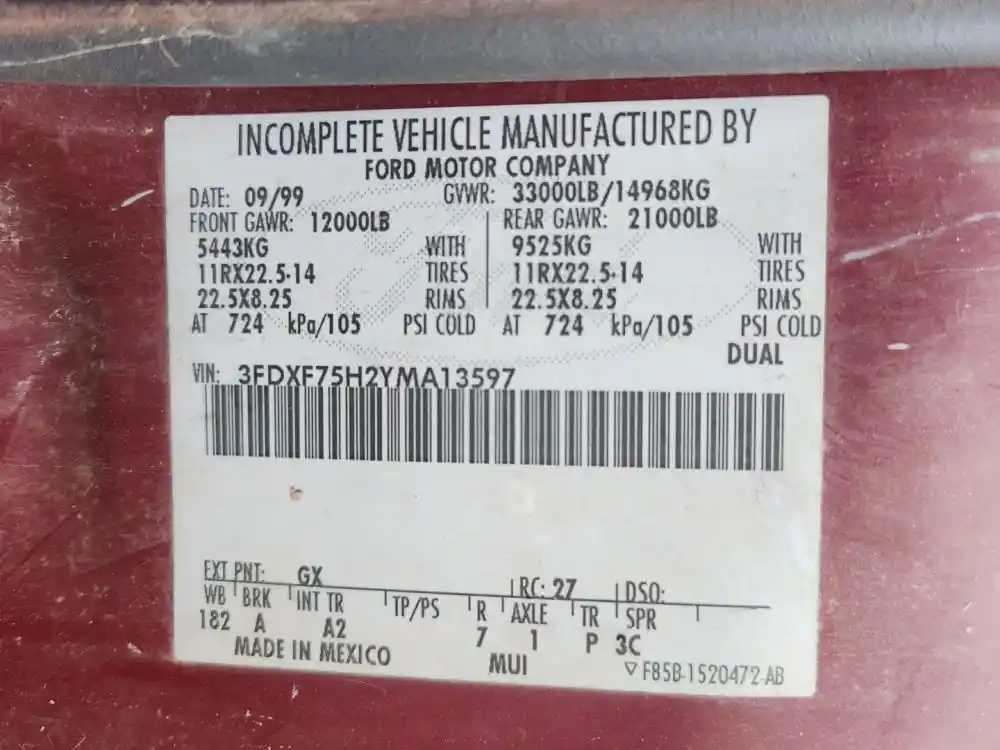 INCOMPLETE VEHICLE MANUFACTURED BY
FORD MOTOR COMPANY
DATE: 09/99 GVWR: 33000LB/14968KG
FRONT GAWR: 12000LB REAR GAWR: 21000LB
5443KG WITH 9525KG WITH
11RX22.5-14 TIRES 11RX22.5-14 TIRES
22.5X8.25 RIMS 22.5X8.25 RIMS
AT 724 kPa/105 PSI COLD AT 724 kPa/105 PSI COLD
DUAL
VIN: 3FDXF75H2YMA13597
EXT PNT: GX RC: 27 DSO:
WB BRK INT TR TP/PS R AXLE TR SPR
182 A A2 7 1 P 3C
MADE IN MEXICO MUI F85B-1520472-AB